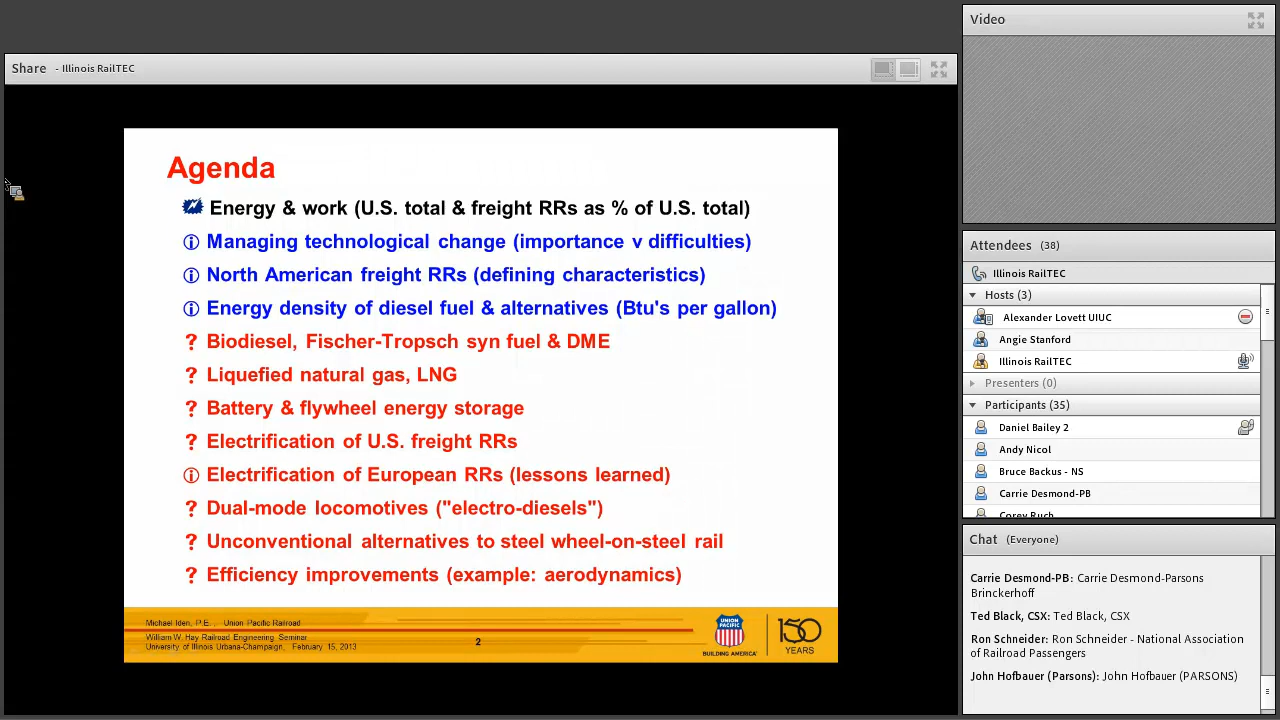 Share - Illinois RailTEC
Agenda
Energy & work (U.S. total & freight RRs as % of U.S. total)
Managing technological change (importance v difficulties)
North American freight RRs (defining characteristics)
Energy density of diesel fuel & alternatives (Btu's per gallon)
? Biodiesel, Fischer-Tropsch syn fuel & DME
? Liquefied natural gas, LNG
? Battery & flywheel energy storage
? Electrification of U.S. freight RRs
Electrification of European RRs (lessons learned)
? Dual-mode locomotives ("electro-diesels")
? Unconventional alternatives to steel wheel-on-steel rail
? Efficiency improvements (example: aerodynamics)
Michael Iden, P.E. , Union Pacific Railroad
William W. Hay Railroad Engineering Seminar
University of Illinois Urbana-Champaign, February 15, 2013
2
UNION
PACIFIC
BUILDING AMERICA®
150
YEARS
Video
Attendees (38)
Illinois RailTEC
Hosts (3)
Alexander Lovett UIUC
Angie Stanford
Illinois RailTEC
Presenters (0)
Participants (35)
Daniel Bailey 2
Andy Nicol
Bruce Backus - NS
Carrie Desmond-PB
Corey Ruch
Chat (Everyone)
Carrie Desmond-PB: Carrie Desmond-Parsons
Brinckerhoff
Ted Black, CSX: Ted Black, CSX
Ron Schneider: Ron Schneider - National Association
of Railroad Passengers
John Hofbauer (Parsons): John Hofbauer (PARSONS)